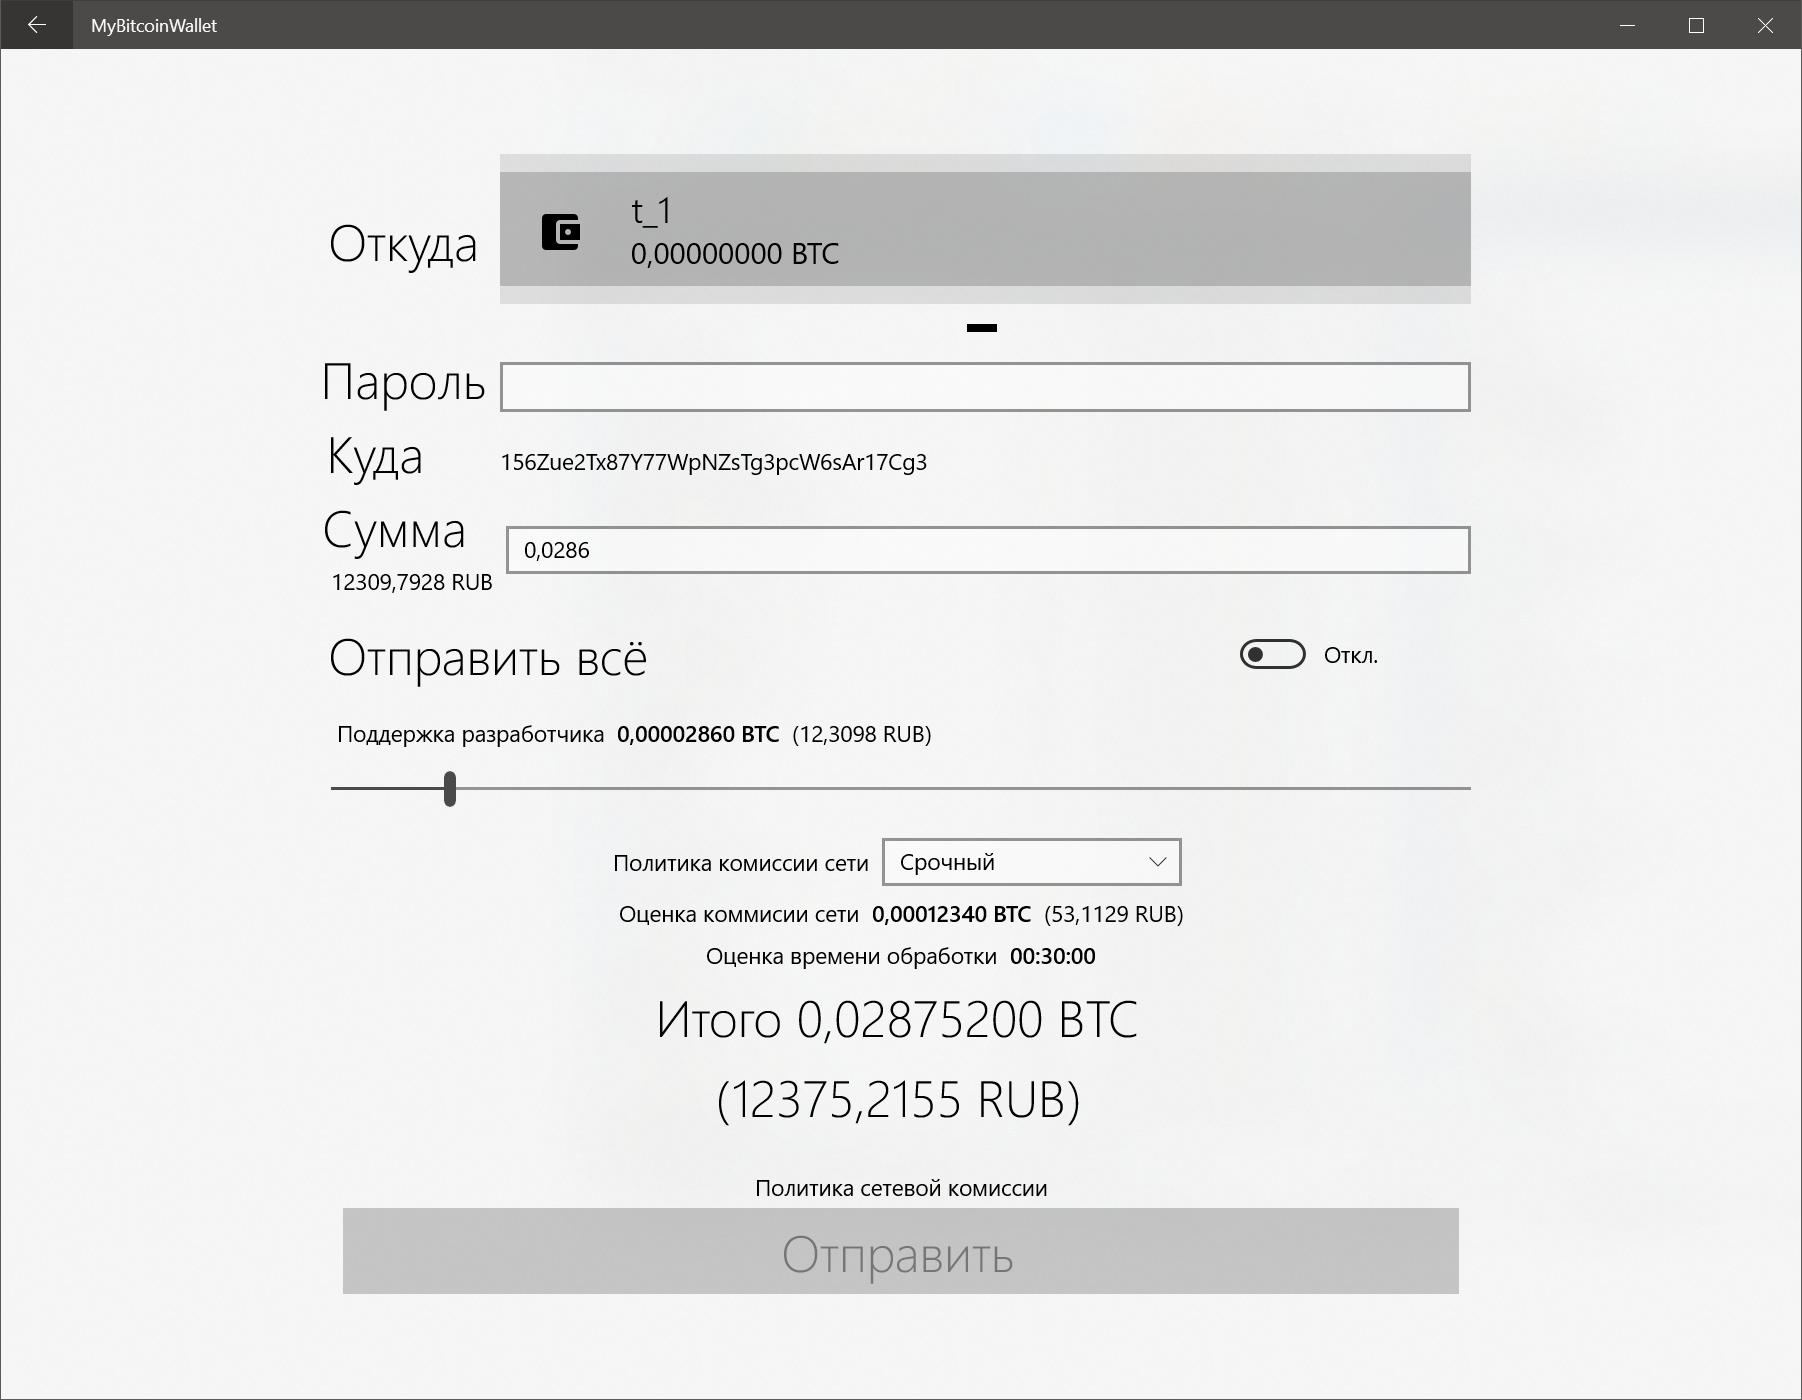 MyBitcoinWallet
Откуда
t_1
0,00000000 BTC
Пароль
Куда
156Zue2Tx87Y77WpNZsTg3pcW6sAr17Cg3
Сумма
0,0286
12309,7928 RUB
Отправить всё
Откл.
Поддержка разработчика 0,00002860 BTC (12,3098 RUB)
Политика комиссии сети Срочный
Оценка коммисии сети 0,00012340 BTC (53,1129 RUB)
Оценка времени обработки 00:30:00
Итого 0,02875200 BTC
(12375,2155 RUB)
Политика сетевой комиссии
Отправить